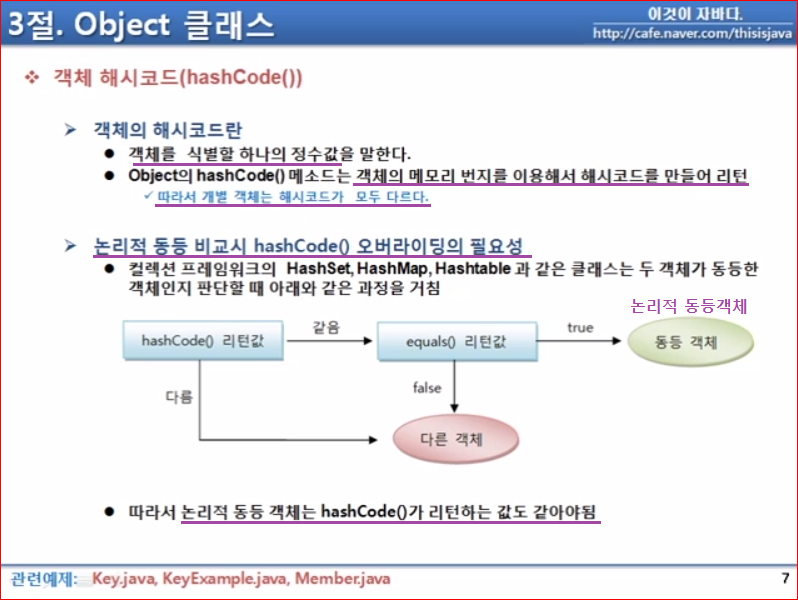 3절. Object 클래스
이것이 자바다.
http://cafe.naver.com/thisisjava
객체 해시코드(hashCode())
객체의 해시코드란
객체를 식별할 하나의 정수값을 말한다.
Object의 hashCode() 메소드는 객체의 메모리 번지를 이용해서 해시코드를 만들어 리턴
따라서 개별 객체는 해시코드가 모두 다르다.
논리적 동등 비교시 hashCode() 오버라이딩의 필요성
컬렉션 프레임워크의 HashSet, HashMap, Hashtable 과 같은 클래스는 두 객체가 동등한
객체인지 판단할 때 아래와 같은 과정을 거침
논리적 동등객체
hashCode() 리턴값
같음
equals() 리턴값
true
동등 객체
다름
false
다른 객체
따라서 논리적 동등 객체는 hashCode()가 리턴하는 값도 같아야됨
관련예제: Key.java, KeyExample.java, Member.java
7